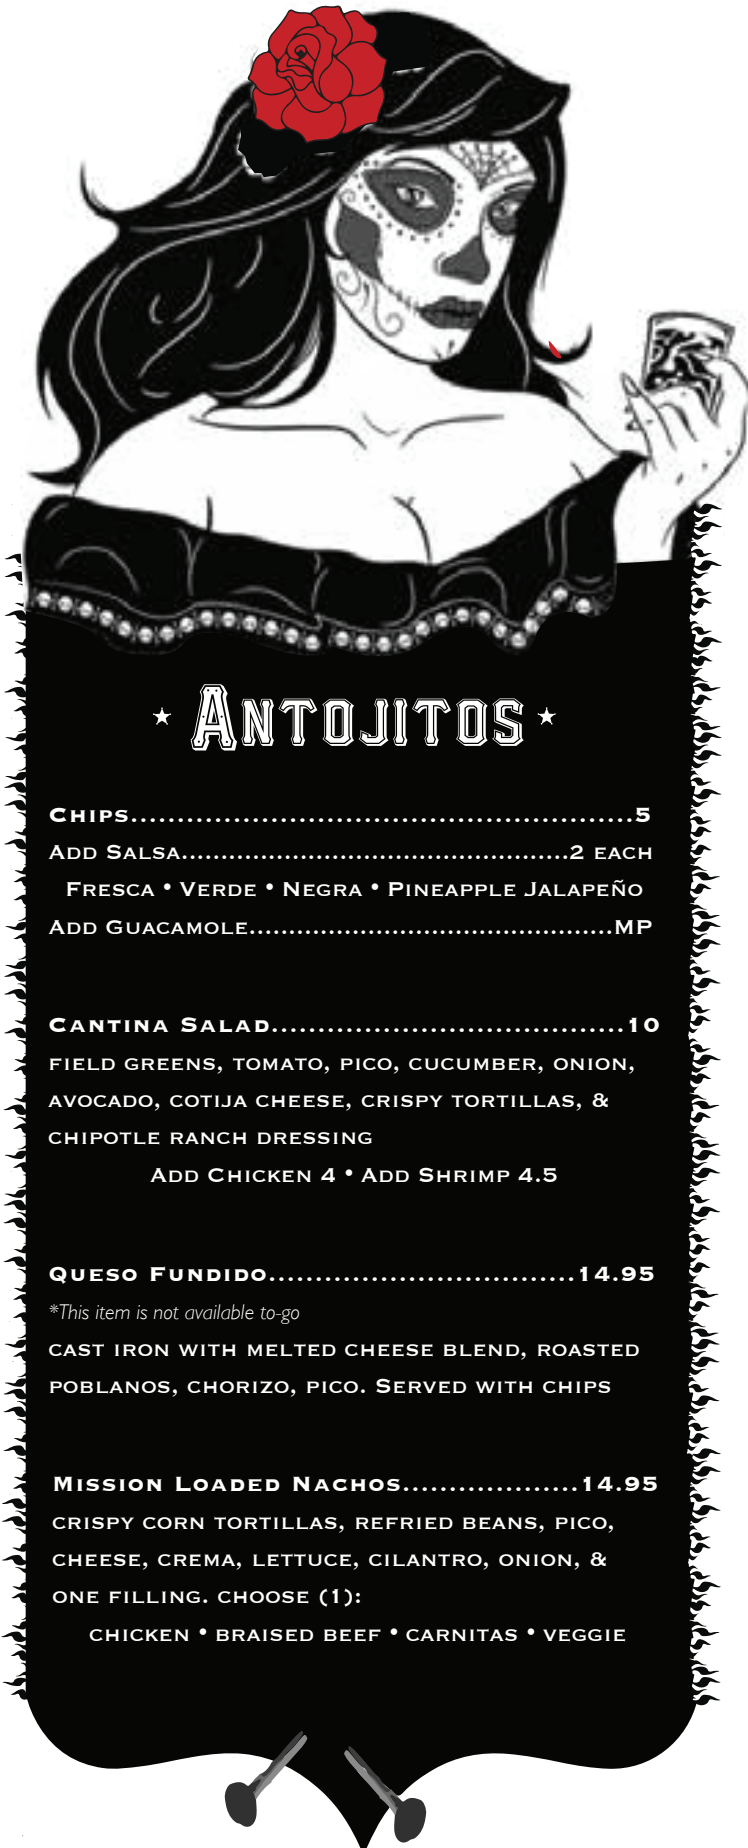 ★ Antojitos ★
Chips.......................................................5
Add Salsa.................................................2 each
Fresca • Verde • Negra • Pineapple Jalapeño
Add Guacamole..............................................MP
Cantina Salad......................................10
field greens, tomato, pico, cucumber, onion,
avocado, cotija cheese, crispy tortillas, &
chipotle ranch dressing
Add Chicken 4 • Add Shrimp 4.5
Queso Fundido.................................14.95
*This item is not available to-go
cast iron with melted cheese blend, roasted
poblanos, chorizo, pico. Served with chips
Mission Loaded Nachos...................14.95
crispy corn tortillas, refried beans, pico,
cheese, crema, lettuce, cilantro, onion, &
one filling. choose (1):
chicken • braised beef • carnitas • veggie